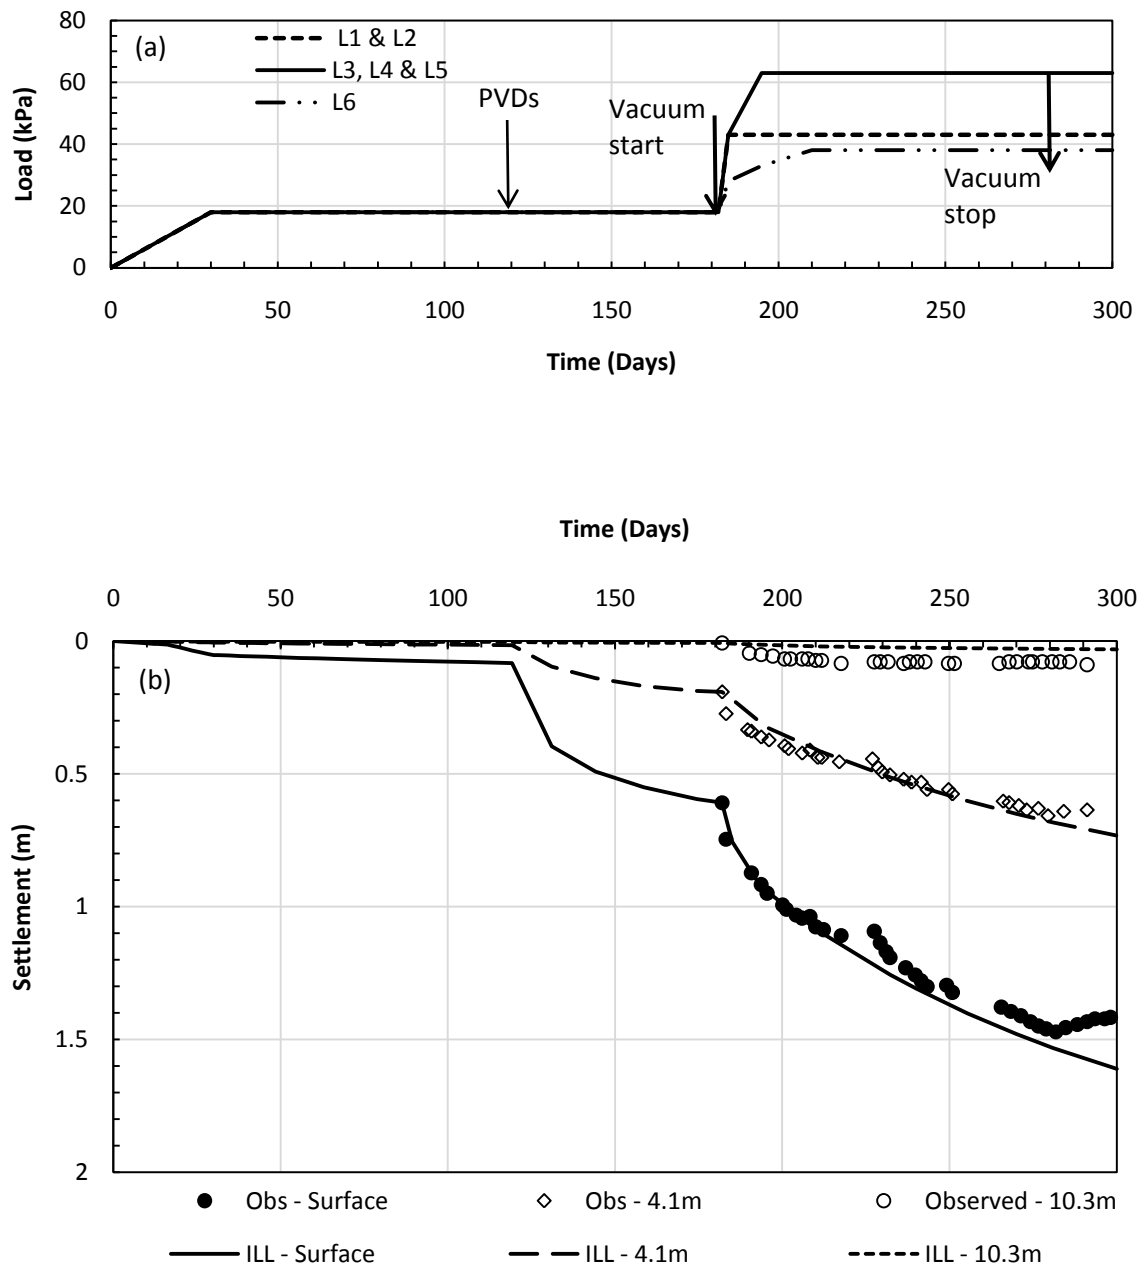 80
60
40
20
0
Load (kPa)
(a)
L1 & L2
L3, L4 & L5
L6
PVDs
Vacuum
start
Vacuum
stop
0 50 100 150 200 250 300
Time (Days)
Time (Days)
0 50 100 150 200 250 300
0
0.5
1
1.5
2
Settlement (m)
(b)
Obs - Surface Obs - 4.1m Observed - 10.3m
ILL - Surface ILL - 4.1m ILL - 10.3m